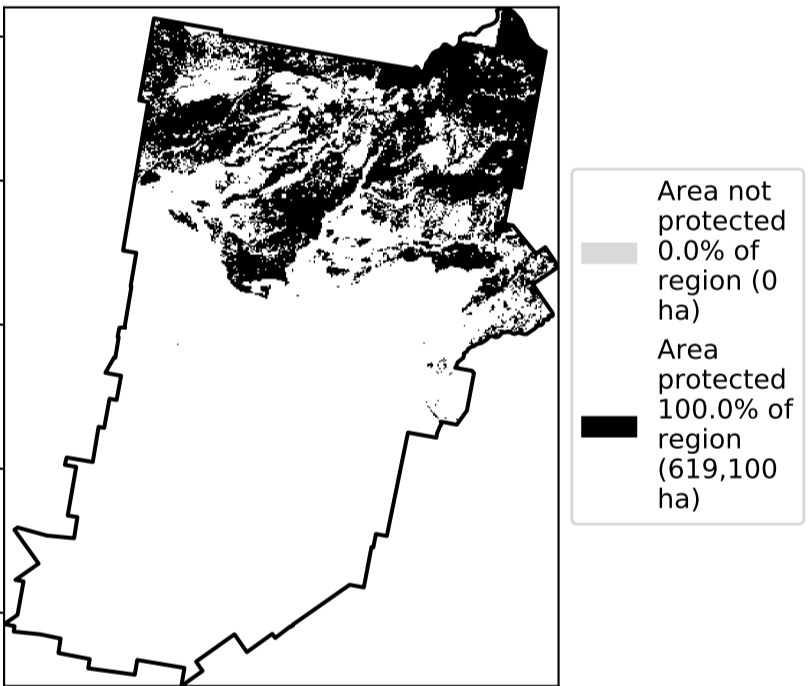 Area not
protected
0.0% of
region (0
ha)
Area
protected
100.0% of
region
(619,100
ha)